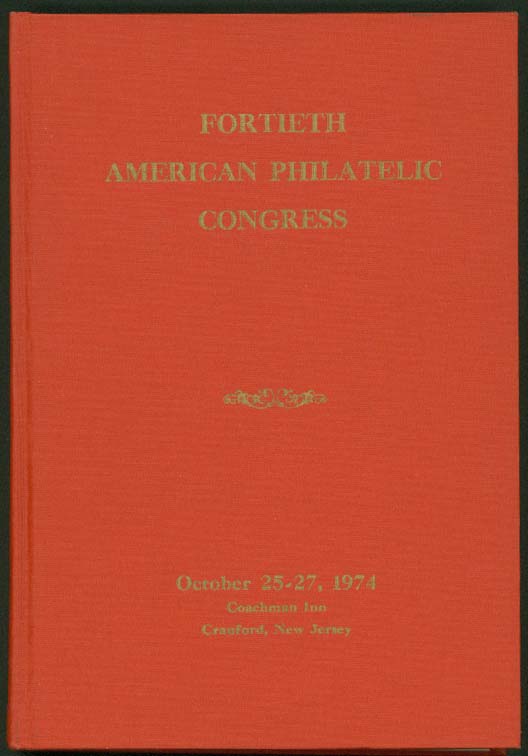 FORTIETH
AMERICAN PHILATELIC
CONGRESS
October 25-27, 1974
Coachman Inn
Cranford, New Jersey